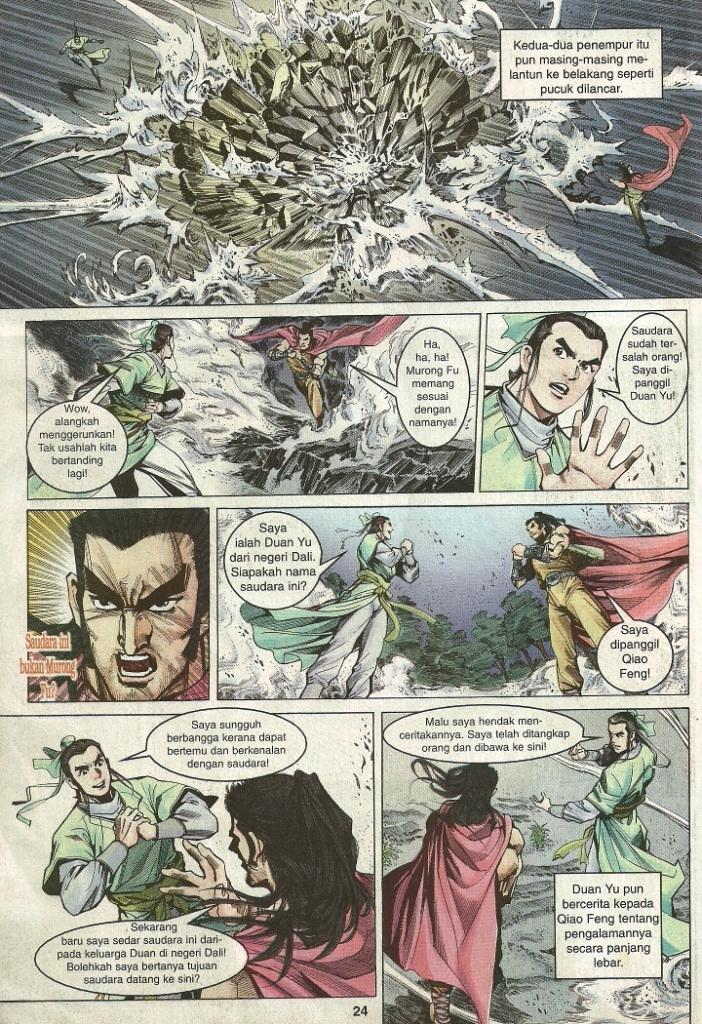 Kedua-dua penempur itu
pun masing-masing me-
lantun ke belakang seperti
pucuk dilancar.
Wow,
alangkah
menggerunkan!
Tak usahlah kita
bertanding
lagi!
Ha,
ha, ha!
Murong Fu
memang
sesuai
dengan
namanya!
Saudara
sudah ter-
salah orang!
Saya di-
panggil
Duan Yu!
Saudara ini
bukan Murong
Fu?
Saya
ialah Duan Yu
dari negeri Dali.
Siapakah nama
saudara ini?
Saya
dipanggil
Qiao
Feng!
Saya sungguh
berbangga kerana dapat
bertemu dan berkenalan
dengan saudara!
Sekarang
baru saya sedar saudara ini dari-
pada keluarga Duan di negeri Dali!
Bolehkah saya bertanya tujuan
saudara datang ke sini?
Malu saya hendak men-
ceritakannya. Saya telah ditangkap
orang dan dibawa ke sini!
Duan Yu pun
bercerita kepada
Qiao Feng tentang
pengalamannya
secara panjang
lebar.
24